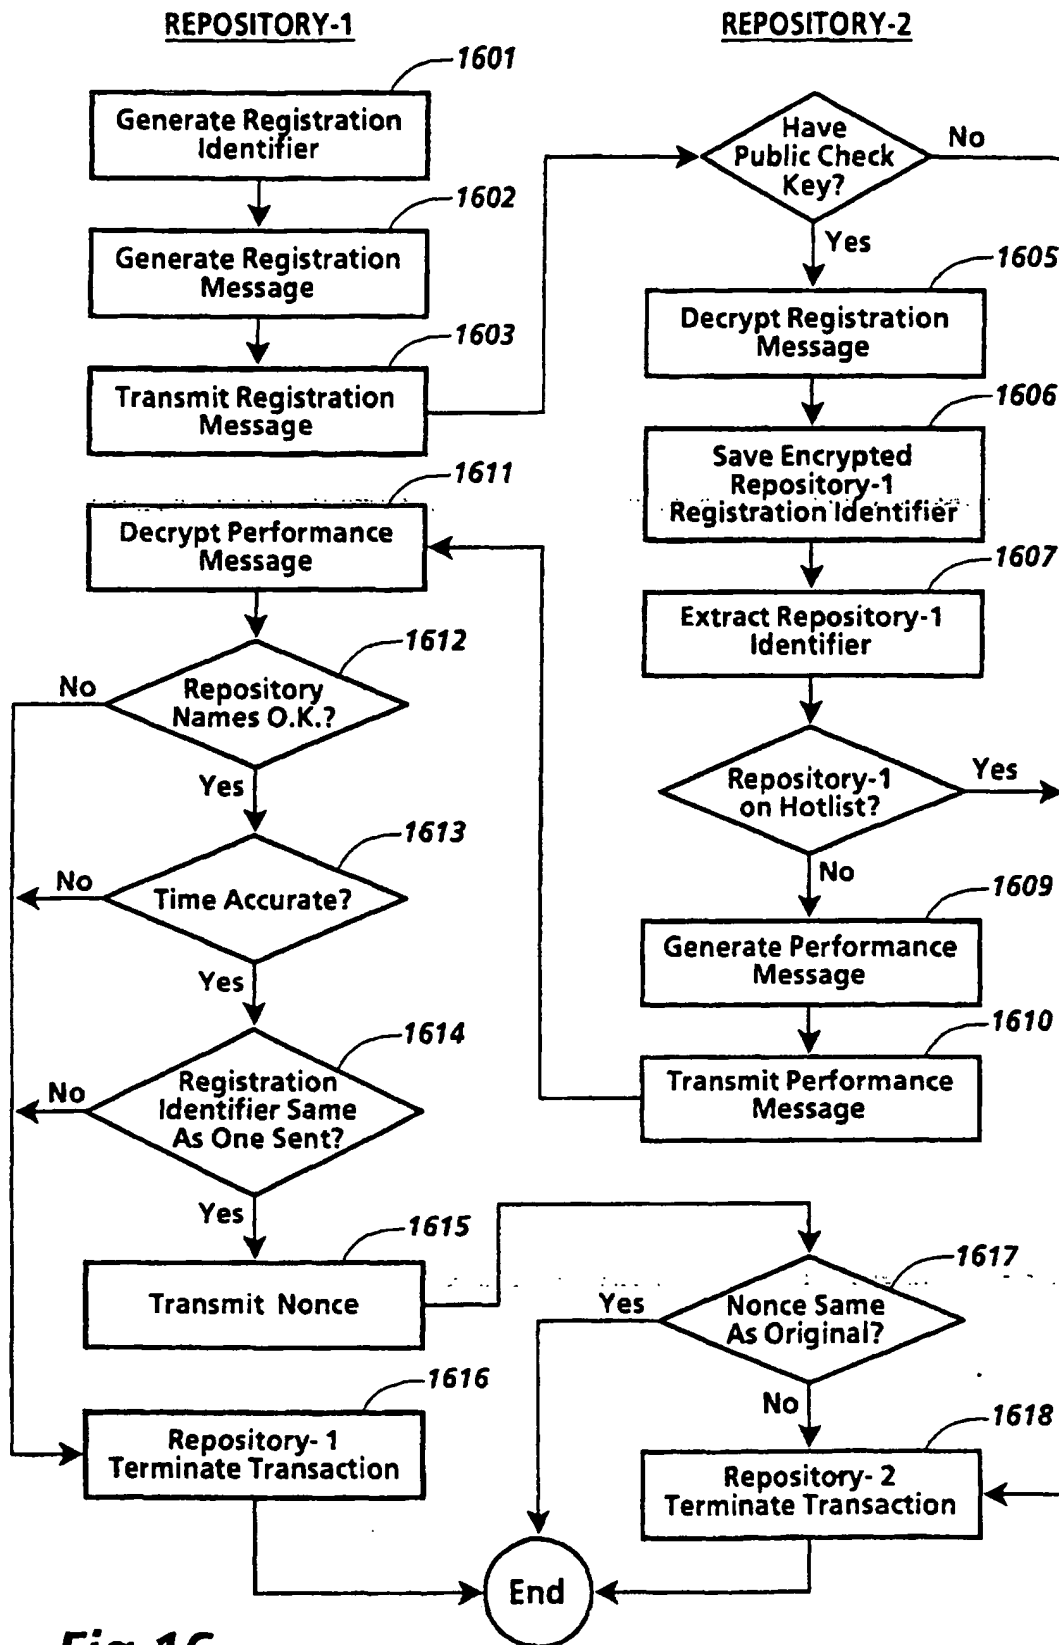 REPOSITORY-1
1601
Generate Registration
Identifier
1602
Generate Registration
Message
1603
Transmit Registration
Message
1611
Decrypt Performance
Message
1612
Repository
Names O.K.?
No
Yes
1613
Time Accurate?
No
Yes
1614
Registration
Identifier Same
As One Sent?
No
Yes
1615
Transmit Nonce
1616
Repository- 1
Terminate Transaction
REPOSITORY-2
Have
Public Check
Key?
No
Yes
1605
Decrypt Registration
Message
1606
Save Encrypted
Repository-1
Registration Identifier
1607
Extract Repository-1
Identifier
Repository-1
on Hotlist?
Yes
No
1609
Generate Performance
Message
1610
Transmit Performance
Message
1617
Nonce Same
As Original?
Yes
No
1618
Repository- 2
Terminate Transaction
End
Fig.16